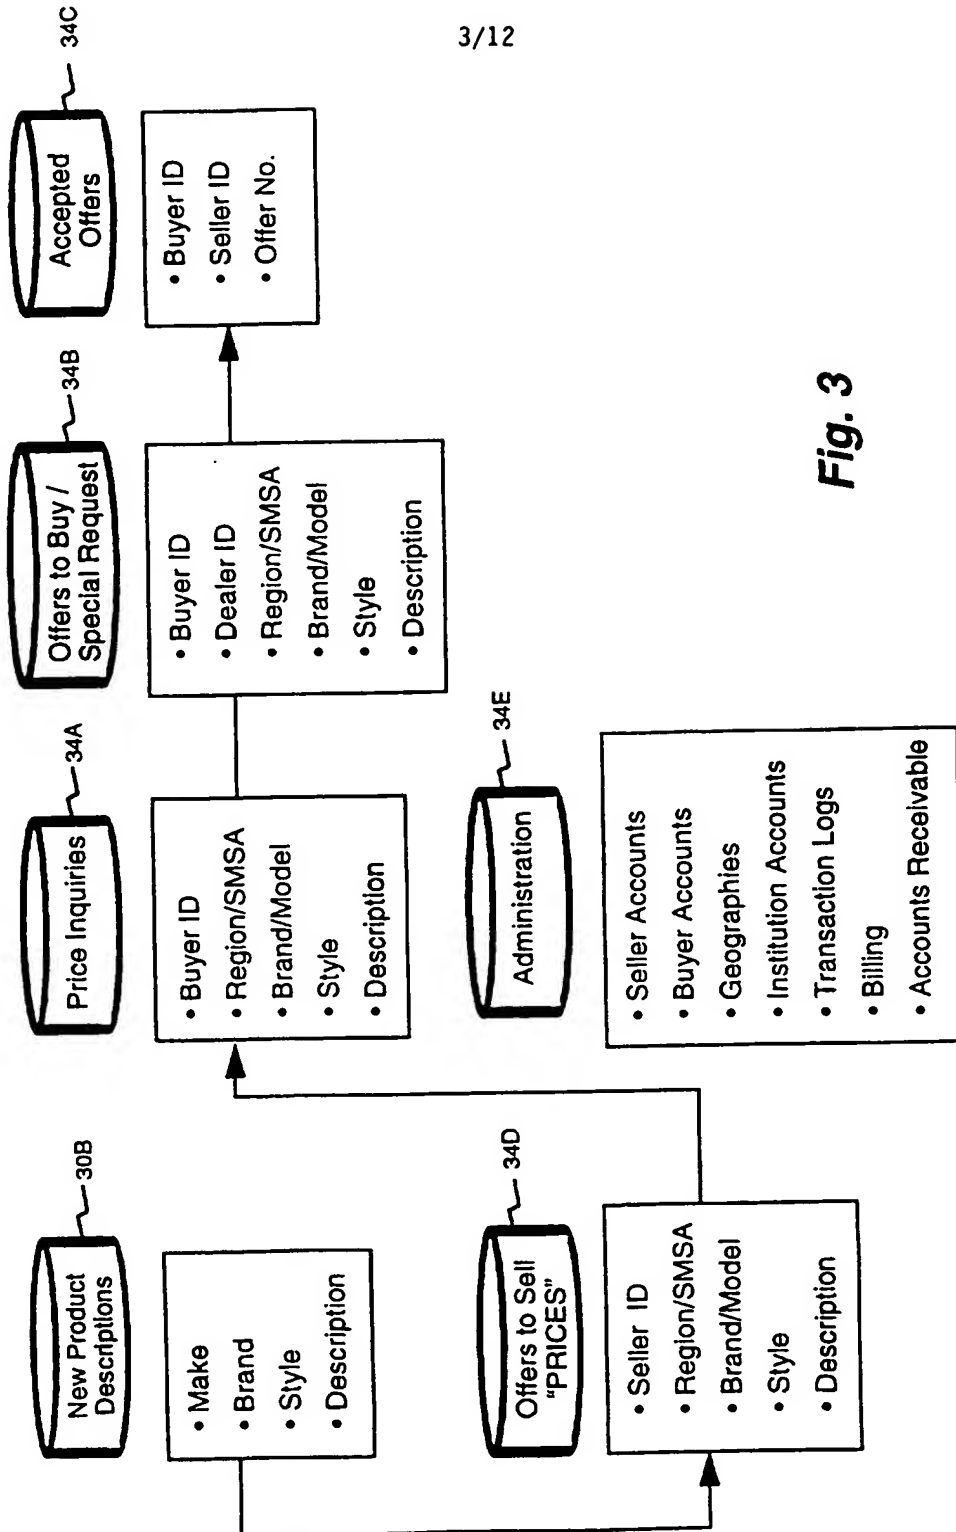 3/12
New Product
Descriptions
30B
• Make
• Brand
• Style
• Description
Price Inquiries
34A
• Buyer ID
• Region/SMSA
• Brand/Model
• Style
• Description
Offers to Buy /
Special Request
34B
• Buyer ID
• Dealer ID
• Region/SMSA
• Brand/Model
• Style
• Description
Accepted
Offers
34C
• Buyer ID
• Seller ID
• Offer No.
Offers to Sell
"PRICES"
34D
• Seller ID
• Region/SMSA
• Brand/Model
• Style
• Description
Administration
34E
• Seller Accounts
• Buyer Accounts
• Geographies
• Institution Accounts
• Transaction Logs
• Billing
• Accounts Receivable
Fig. 3